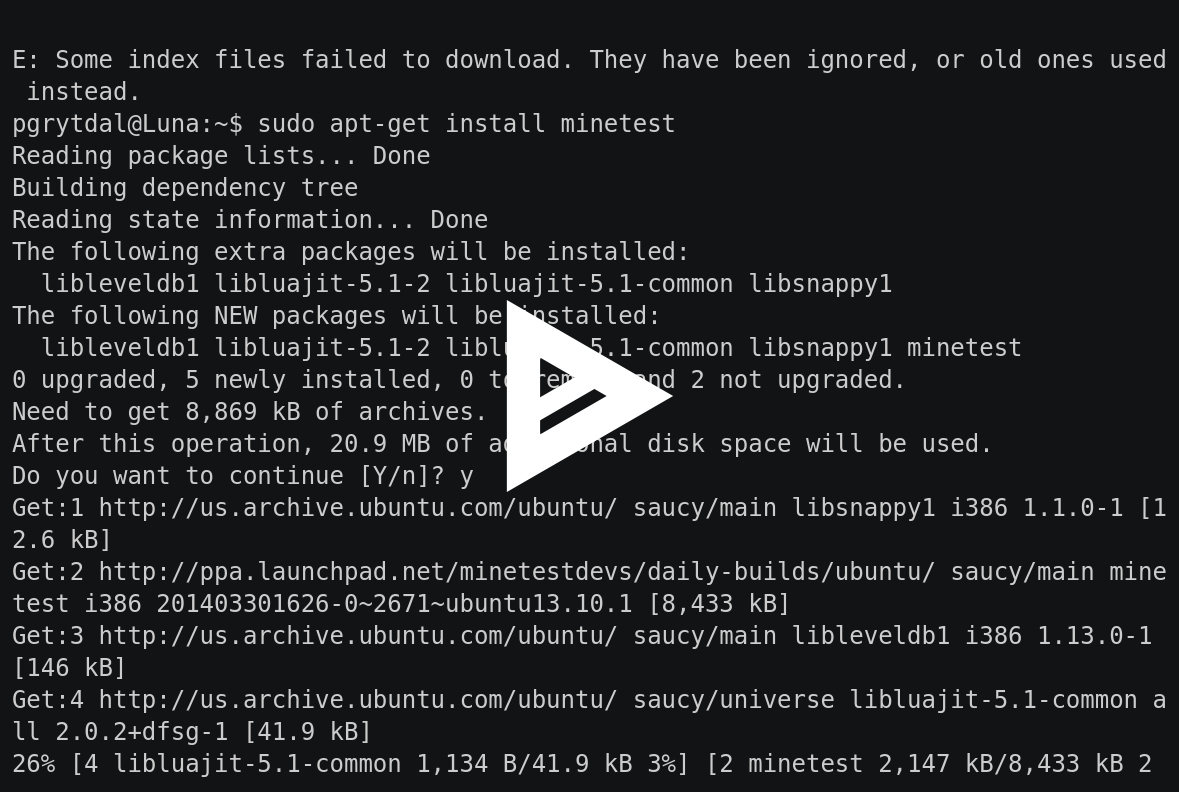 E: Some index files failed to download. They have been ignored, or old ones used
 instead.
pgrytdal@Luna:~$ sudo apt-get install minetest
Reading package lists... Done
Building dependency tree
Reading state information... Done
The following extra packages will be installed:
  libleveldb1 libluajit-5.1-2 libluajit-5.1-common libsnappy1
The following NEW packages will be installed:
  libleveldb1 libluajit-5.1-2 5.1-common libsnappy1 minetest
0 upgraded, 5 newly installed, 0 to and 2 not upgraded.
Need to get 8,869 kB of archives.
After this operation, 20.9 MB of disk space will be used.
Do you want to continue [Y/n]? y
Get:1 http://us.archive.ubuntu.com/ubuntu/ saucy/main libsnappy1 i386 1.1.0-1 [1
2.6 kB]
Get:2 http://ppa.launchpad.net/minetestdevs/daily-builds/ubuntu/ saucy/main mine
test i386 201403301626-0~2671~ubuntu13.10.1 [8,433 kB]
Get:3 http://us.archive.ubuntu.com/ubuntu/ saucy/main libleveldb1 i386 1.13.0-1
[146 kB]
Get:4 http://us.archive.ubuntu.com/ubuntu/ saucy/universe libluajit-5.1-common a
ll 2.0.2+dfsg-1 [41.9 kB]
26% [4 libluajit-5.1-common 1,134 B/41.9 kB 3%] [2 minetest 2,147 kB/8,433 kB 2